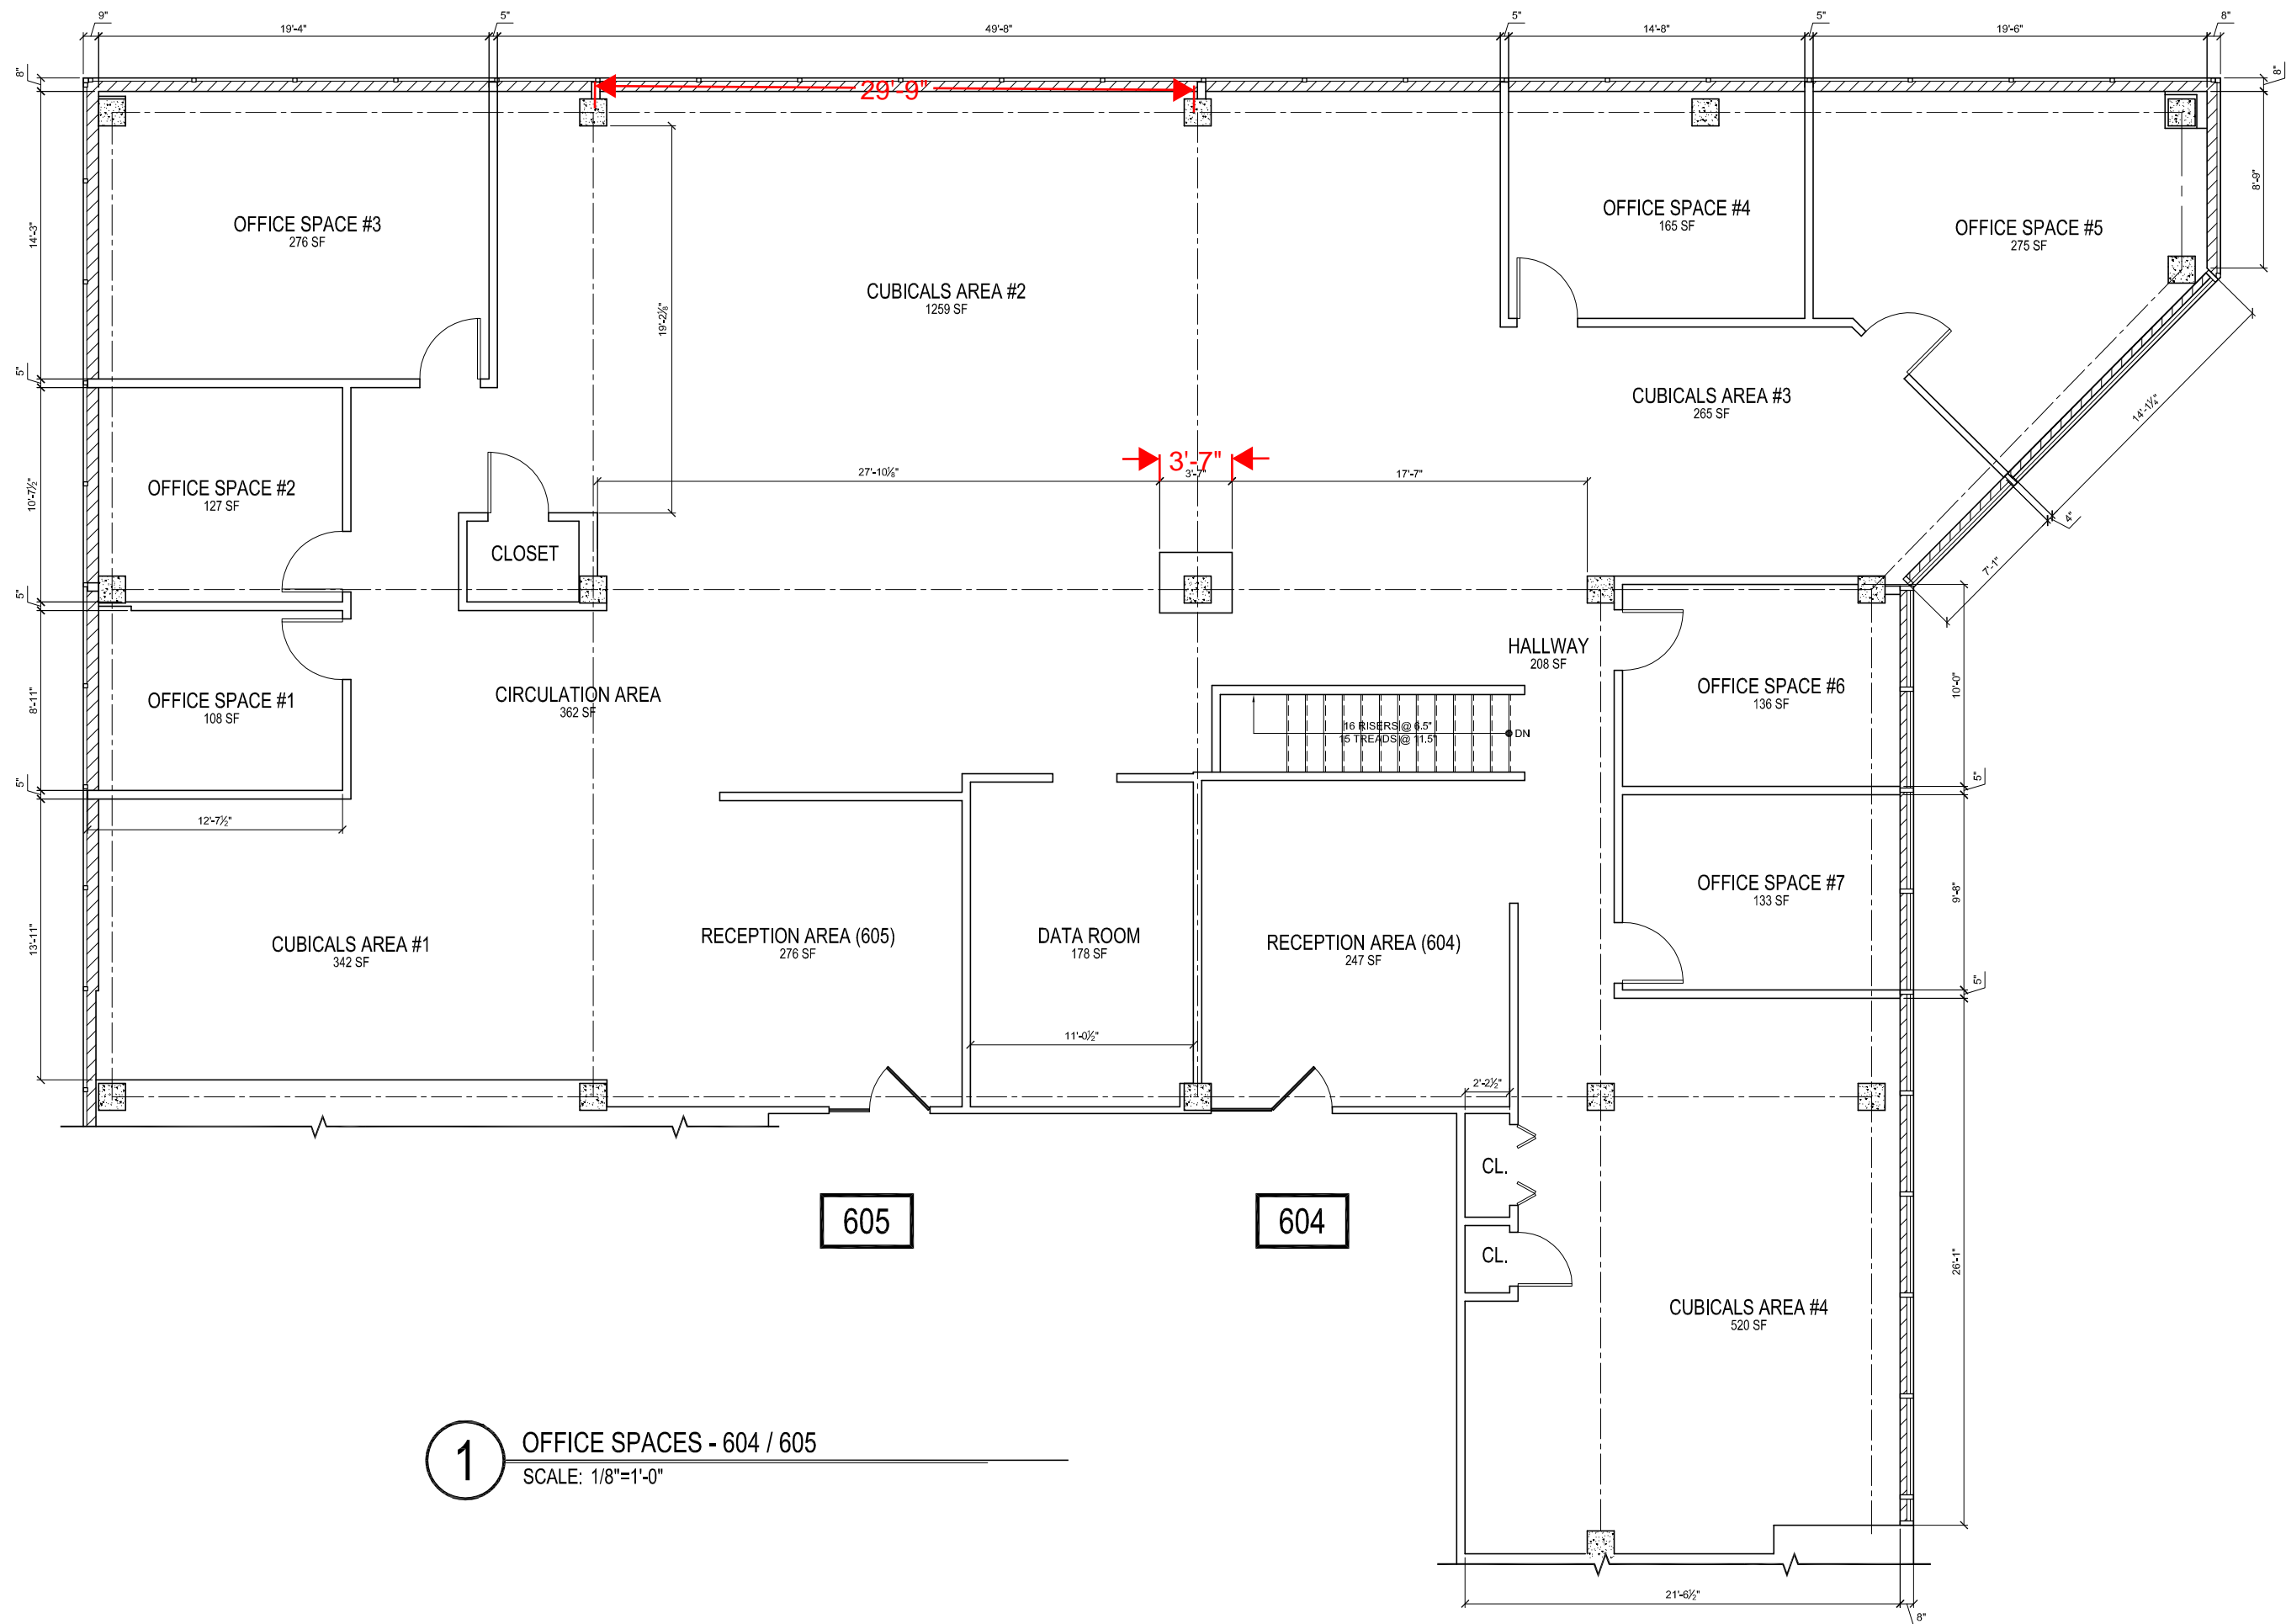 9"
19'-4"
5"
49'-8"
5"
14'-8"
5"
19'-6"
8"
8"
8"
29'-9"
14'-3"
8'-9"
OFFICE SPACE #3
276 SF
OFFICE SPACE #4
165 SF
OFFICE SPACE #5
275 SF
CUBICALS AREA #2
1259 SF
19'-2⅞"
5"
CUBICALS AREA #3
265 SF
14'-1¼"
3'-7"
27'-10⅛"
3'-7"
17'-7"
10'-7½"
OFFICE SPACE #2
127 SF
4"
CLOSET
7'-1"
5"
HALLWAY
208 SF
8'-11"
OFFICE SPACE #1
108 SF
CIRCULATION AREA
362 SF
OFFICE SPACE #6
136 SF
10'-0"
16 RISERS @ 6.5"
15 TREADS @ 11.5"
DN
5"
5"
12'-7½"
OFFICE SPACE #7
133 SF
9'-8"
13'-11"
CUBICALS AREA #1
342 SF
RECEPTION AREA (605)
276 SF
DATA ROOM
178 SF
RECEPTION AREA (604)
247 SF
5"
11'-0½"
2'-2½"
CL.
605
604
CL.
26'-1"
CUBICALS AREA #4
520 SF
1
OFFICE SPACES - 604 / 605
SCALE: 1/8"=1'-0"
21'-6½"
8"